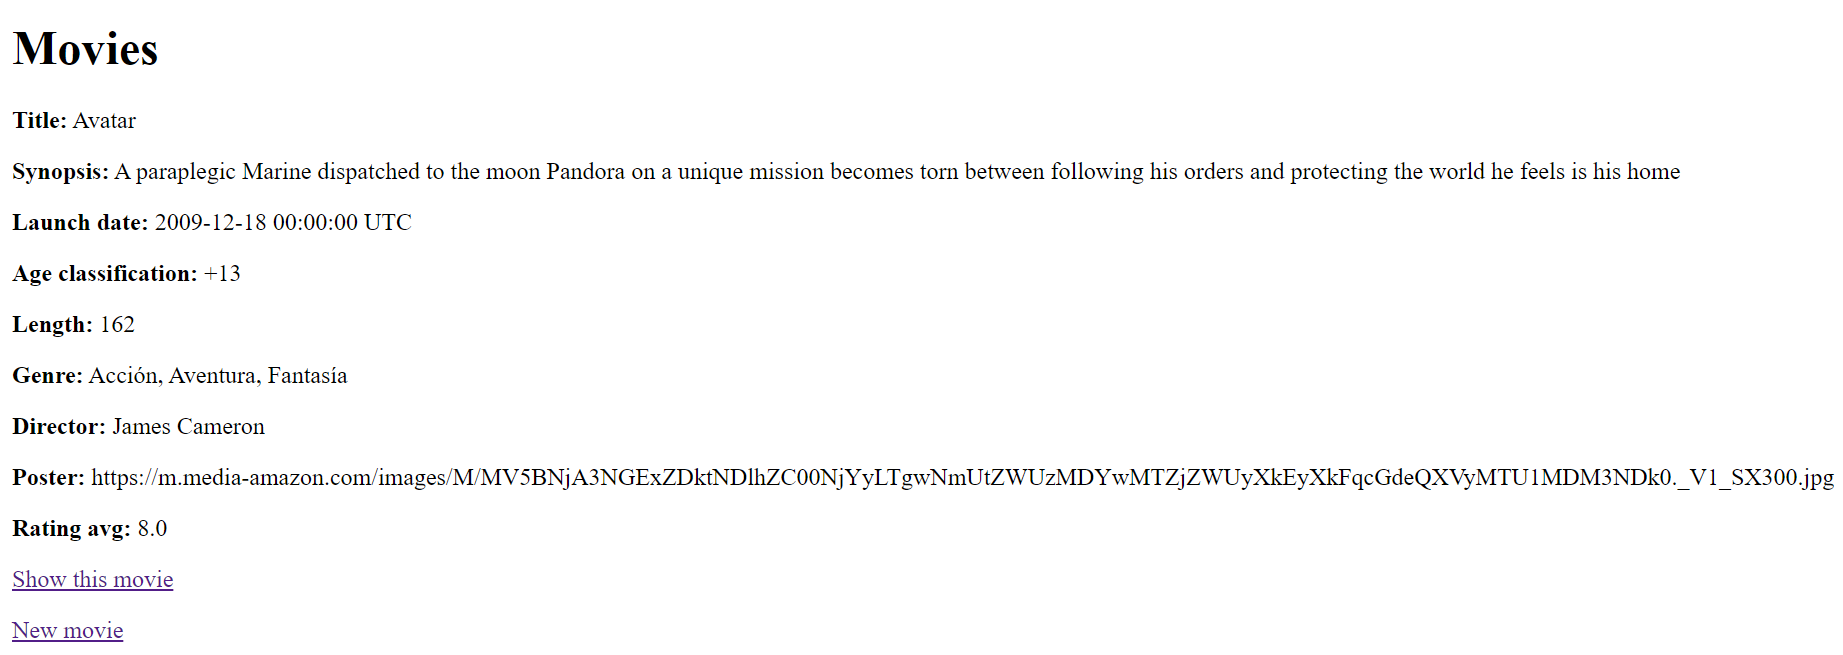 Movies
Title: Avatar
Synopsis: A paraplegic Marine dispatched to the moon Pandora on a unique mission becomes torn between following his orders and protecting the world he feels is his home
Launch date: 2009-12-18 00:00:00 UTC
Age classification: +13
Length: 162
Genre: Acción, Aventura, Fantasía
Director: James Cameron
Poster: https://m.media-amazon.com/images/M/MV5BNjA3NGExZDktNDlhZC00NjYyLTgwNmUtZWUzMDYwMTZjZWUyXkEyXkFqcGdeQXVyMTU1MDM3NDk0._V1_SX300.jpg
Rating avg: 8.0
Show this movie
New movie